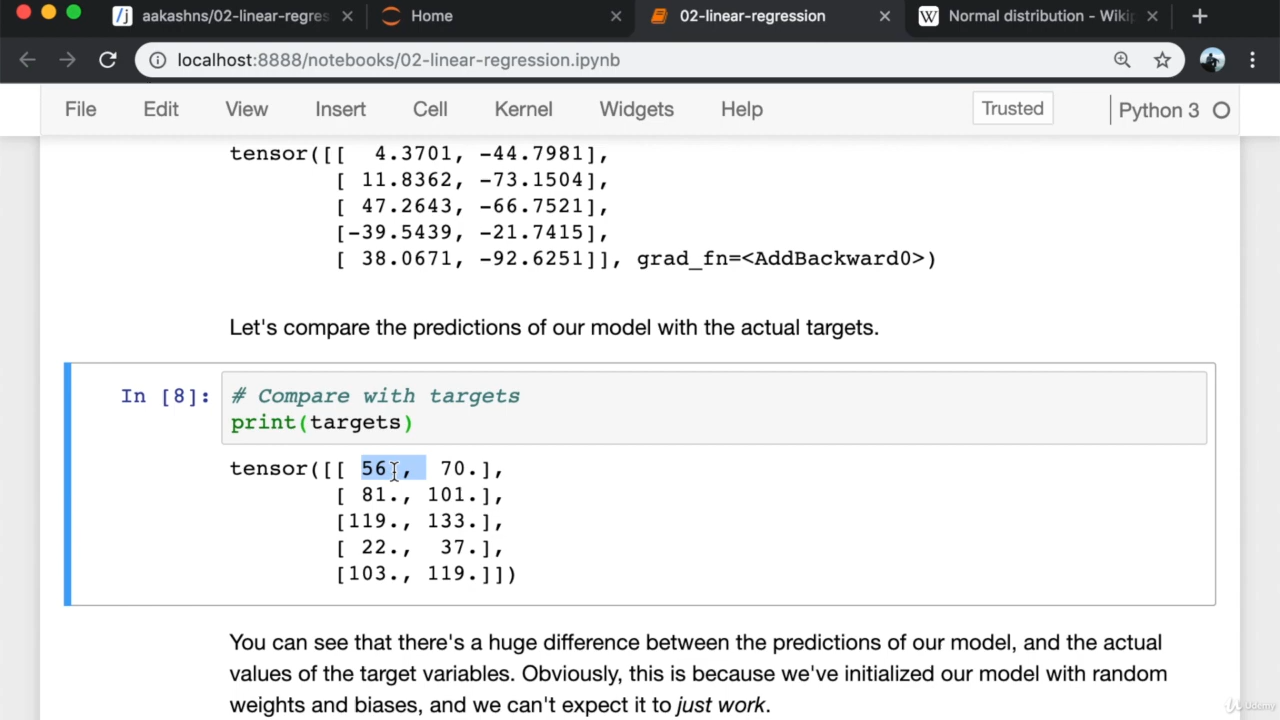 aakashns/02-linear-regres
Home
02-linear-regression
Normal distribution - Wikip
localhost:8888/notebooks/02-linear-regression.ipynb
File Edit View Insert Cell Kernel Widgets Help Trusted Python 3
tensor([[  4.3701, -44.7981],
[ 11.8362, -73.1504],
[ 47.2643, -66.7521],
[-39.5439, -21.7415],
[ 38.0671, -92.6251]], grad_fn=<AddBackward0>)
Let's compare the predictions of our model with the actual targets.
In [8]: # Compare with targets
print(targets)
tensor([[ 56.,  70.],
[ 81., 101.],
[119., 133.],
[ 22.,  37.],
[103., 119.]])
You can see that there's a huge difference between the predictions of our model, and the actual
values of the target variables. Obviously, this is because we've initialized our model with random
weights and biases, and we can't expect it to just work.
Udemy